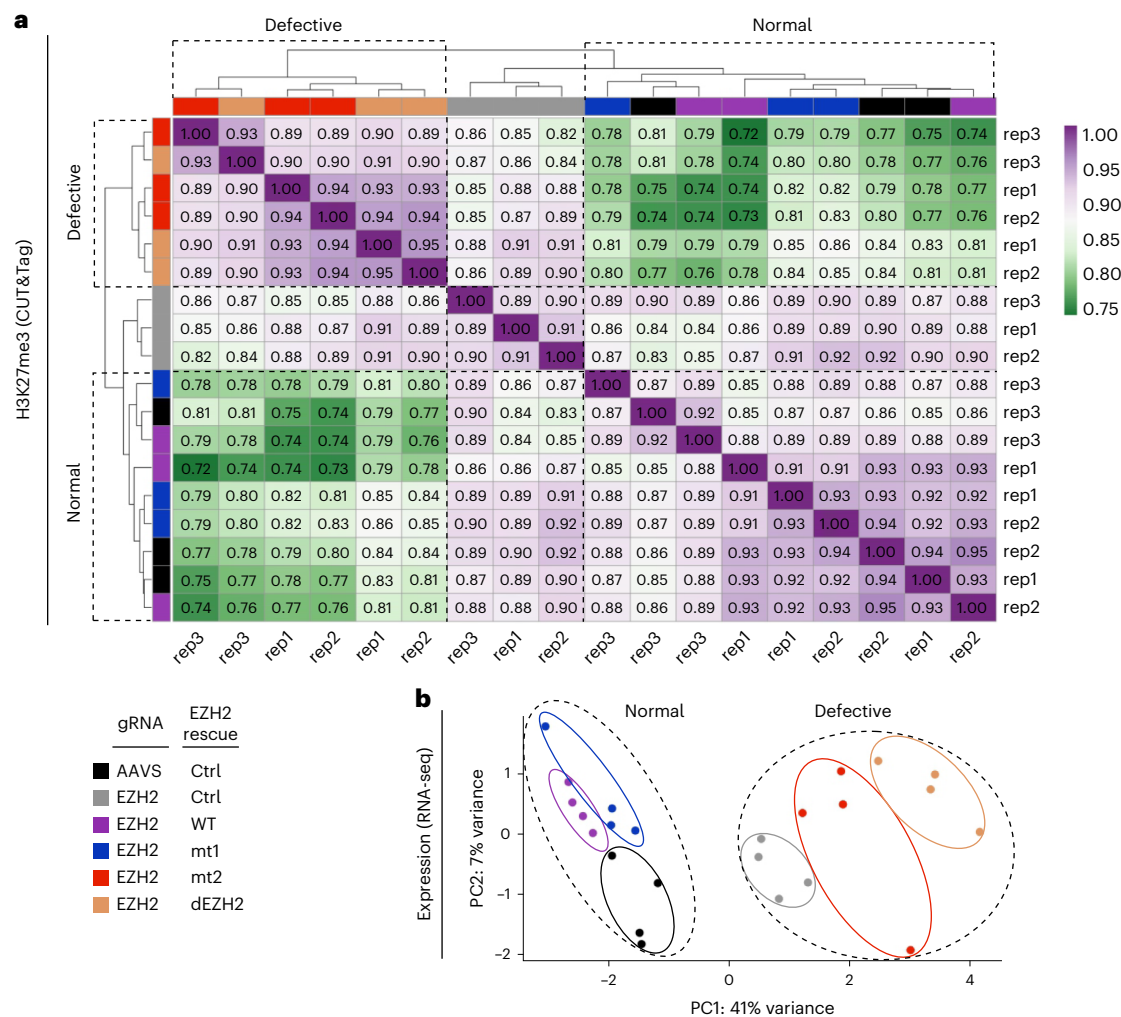 a
Defective
Normal
H3K27me3 (CUT&Tag)
Defective
Normal
1.00 0.93 0.89 0.89 0.90 0.89 0.86 0.85 0.82 0.78 0.81 0.79 0.72 0.79 0.79 0.77 0.75 0.74 rep3
0.93 1.00 0.90 0.90 0.91 0.90 0.87 0.86 0.84 0.78 0.81 0.78 0.74 0.80 0.80 0.78 0.77 0.76 rep3
0.89 0.90 1.00 0.94 0.93 0.93 0.85 0.88 0.88 0.78 0.75 0.74 0.74 0.82 0.82 0.79 0.78 0.77 rep1
0.89 0.90 0.94 1.00 0.94 0.94 0.85 0.87 0.89 0.79 0.74 0.74 0.73 0.81 0.83 0.80 0.77 0.76 rep2
0.90 0.91 0.93 0.94 1.00 0.95 0.88 0.91 0.91 0.81 0.79 0.79 0.79 0.85 0.86 0.84 0.83 0.81 rep1
0.89 0.90 0.93 0.94 0.95 1.00 0.86 0.89 0.90 0.80 0.77 0.76 0.78 0.84 0.85 0.84 0.81 0.81 rep2
0.86 0.87 0.85 0.85 0.88 0.86 1.00 0.89 0.90 0.89 0.90 0.89 0.86 0.89 0.90 0.89 0.87 0.88 rep3
0.85 0.86 0.88 0.87 0.91 0.89 0.89 1.00 0.91 0.86 0.84 0.84 0.86 0.89 0.89 0.90 0.89 0.88 rep1
0.82 0.84 0.88 0.89 0.91 0.90 0.90 0.91 1.00 0.87 0.83 0.85 0.87 0.91 0.92 0.92 0.90 0.90 rep2
0.78 0.78 0.78 0.79 0.81 0.80 0.89 0.86 0.87 1.00 0.87 0.89 0.85 0.88 0.89 0.88 0.87 0.88 rep3
0.81 0.81 0.75 0.74 0.79 0.77 0.90 0.84 0.83 0.87 1.00 0.92 0.85 0.87 0.87 0.86 0.85 0.86 rep3
0.79 0.78 0.74 0.74 0.79 0.76 0.89 0.84 0.85 0.89 0.92 1.00 0.88 0.89 0.89 0.89 0.88 0.89 rep3
0.72 0.74 0.74 0.73 0.79 0.78 0.86 0.86 0.87 0.85 0.85 0.88 1.00 0.91 0.91 0.93 0.93 0.93 rep1
0.79 0.80 0.82 0.81 0.85 0.84 0.89 0.89 0.91 0.88 0.87 0.89 0.91 1.00 0.93 0.93 0.92 0.92 rep1
0.79 0.80 0.82 0.83 0.86 0.85 0.90 0.89 0.92 0.89 0.87 0.89 0.91 0.93 1.00 0.94 0.92 0.93 rep2
0.77 0.78 0.79 0.80 0.84 0.84 0.89 0.90 0.92 0.88 0.86 0.89 0.93 0.93 0.94 1.00 0.94 0.95 rep2
0.75 0.77 0.78 0.77 0.83 0.81 0.87 0.89 0.90 0.87 0.85 0.88 0.93 0.92 0.92 0.94 1.00 0.93 rep1
0.74 0.76 0.77 0.76 0.81 0.81 0.88 0.88 0.90 0.88 0.86 0.89 0.93 0.92 0.93 0.95 0.93 1.00 rep2
rep3 rep3 rep1 rep2 rep1 rep2 rep3 rep1 rep2 rep3 rep3 rep3 rep1 rep1 rep2 rep2 rep1 rep2
1.00
0.95
0.90
0.85
0.80
0.75
gRNA EZH2
rescue
AAVS Ctrl
EZH2 Ctrl
EZH2 WT
EZH2 mt1
EZH2 mt2
EZH2 dEZH2
b
Normal
Defective
Expression (RNA-seq)
PC2: 7% variance
1
0
−1
−2
−2 0 2 4
PC1: 41% variance